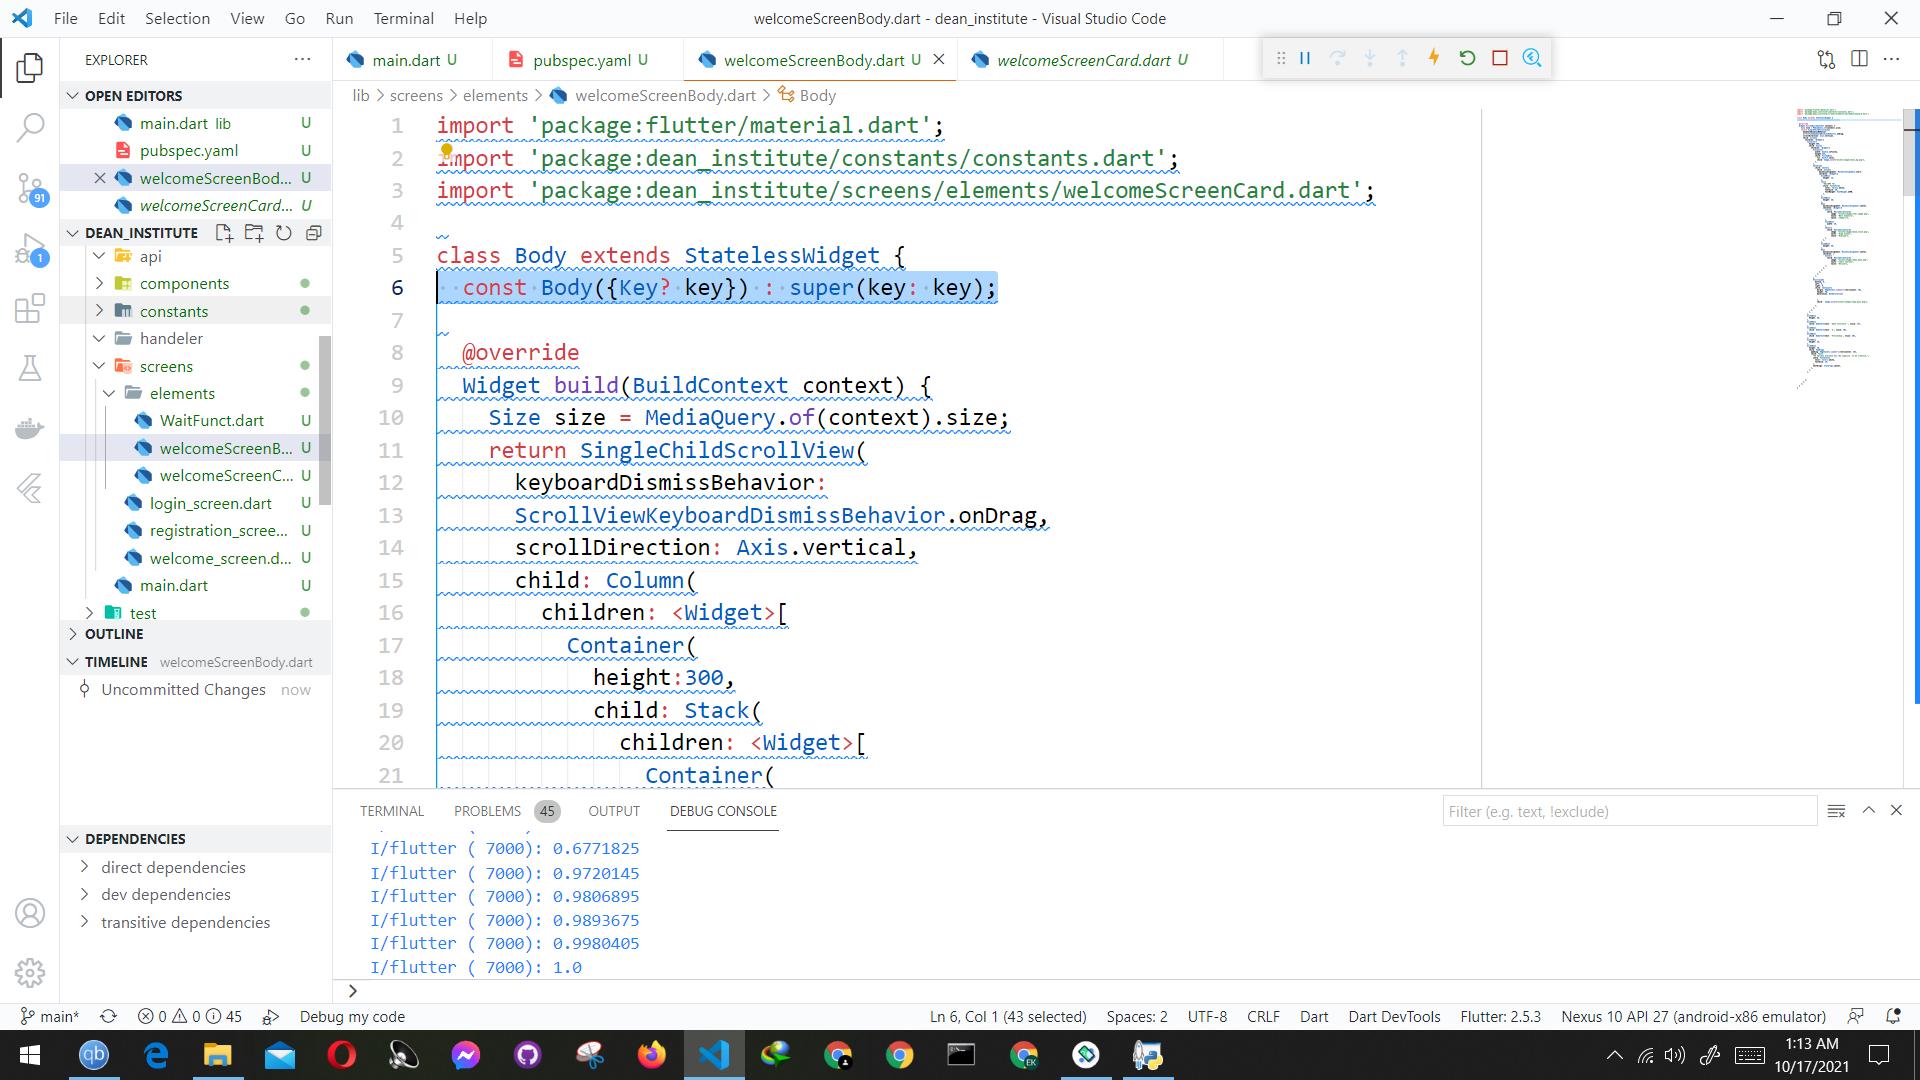 File Edit Selection View Go Run Terminal Help
welcomeScreenBody.dart - dean_institute - Visual Studio Code
EXPLORER
main.dart U
pubspec.yaml U
welcomeScreenBody.dart U
welcomeScreenCard.dart U
OPEN EDITORS
main.dart lib U
pubspec.yaml U
welcomeScreenBod... U
welcomeScreenCard... U
DEAN_INSTITUTE
api
components
constants
handeler
screens
elements
WaitFunct.dart U
welcomeScreenB... U
welcomeScreenC... U
login_screen.dart U
registration_scree... U
welcome_screen.d... U
main.dart U
test
OUTLINE
TIMELINE welcomeScreenBody.dart
Uncommitted Changes now
DEPENDENCIES
direct dependencies
dev dependencies
transitive dependencies
91
1
lib > screens > elements > welcomeScreenBody.dart > Body
1 import 'package:flutter/material.dart';
2 import 'package:dean_institute/constants/constants.dart';
3 import 'package:dean_institute/screens/elements/welcomeScreenCard.dart';
4
5 class Body extends StatelessWidget {
6 const Body({Key? key}) : super(key: key);
7
8 @override
9 Widget build(BuildContext context) {
10 Size size = MediaQuery.of(context).size;
11 return SingleChildScrollView(
12 keyboardDismissBehavior:
13 ScrollViewKeyboardDismissBehavior.onDrag,
14 scrollDirection: Axis.vertical,
15 child: Column(
16 children: <Widget>[
17 Container(
18 height:300,
19 child: Stack(
20 children: <Widget>[
21 Container(
TERMINAL PROBLEMS 45 OUTPUT DEBUG CONSOLE
Filter (e.g. text, !exclude)
I/flutter ( 7000): 0.6771825
I/flutter ( 7000): 0.9720145
I/flutter ( 7000): 0.9806895
I/flutter ( 7000): 0.9893675
I/flutter ( 7000): 0.9980405
I/flutter ( 7000): 1.0
main* 0 0 45 Debug my code
Ln 6, Col 1 (43 selected) Spaces: 2 UTF-8 CRLF Dart Dart DevTools Flutter: 2.5.3 Nexus 10 API 27 (android-x86 emulator)
qb
EK
1:13 AM
10/17/2021